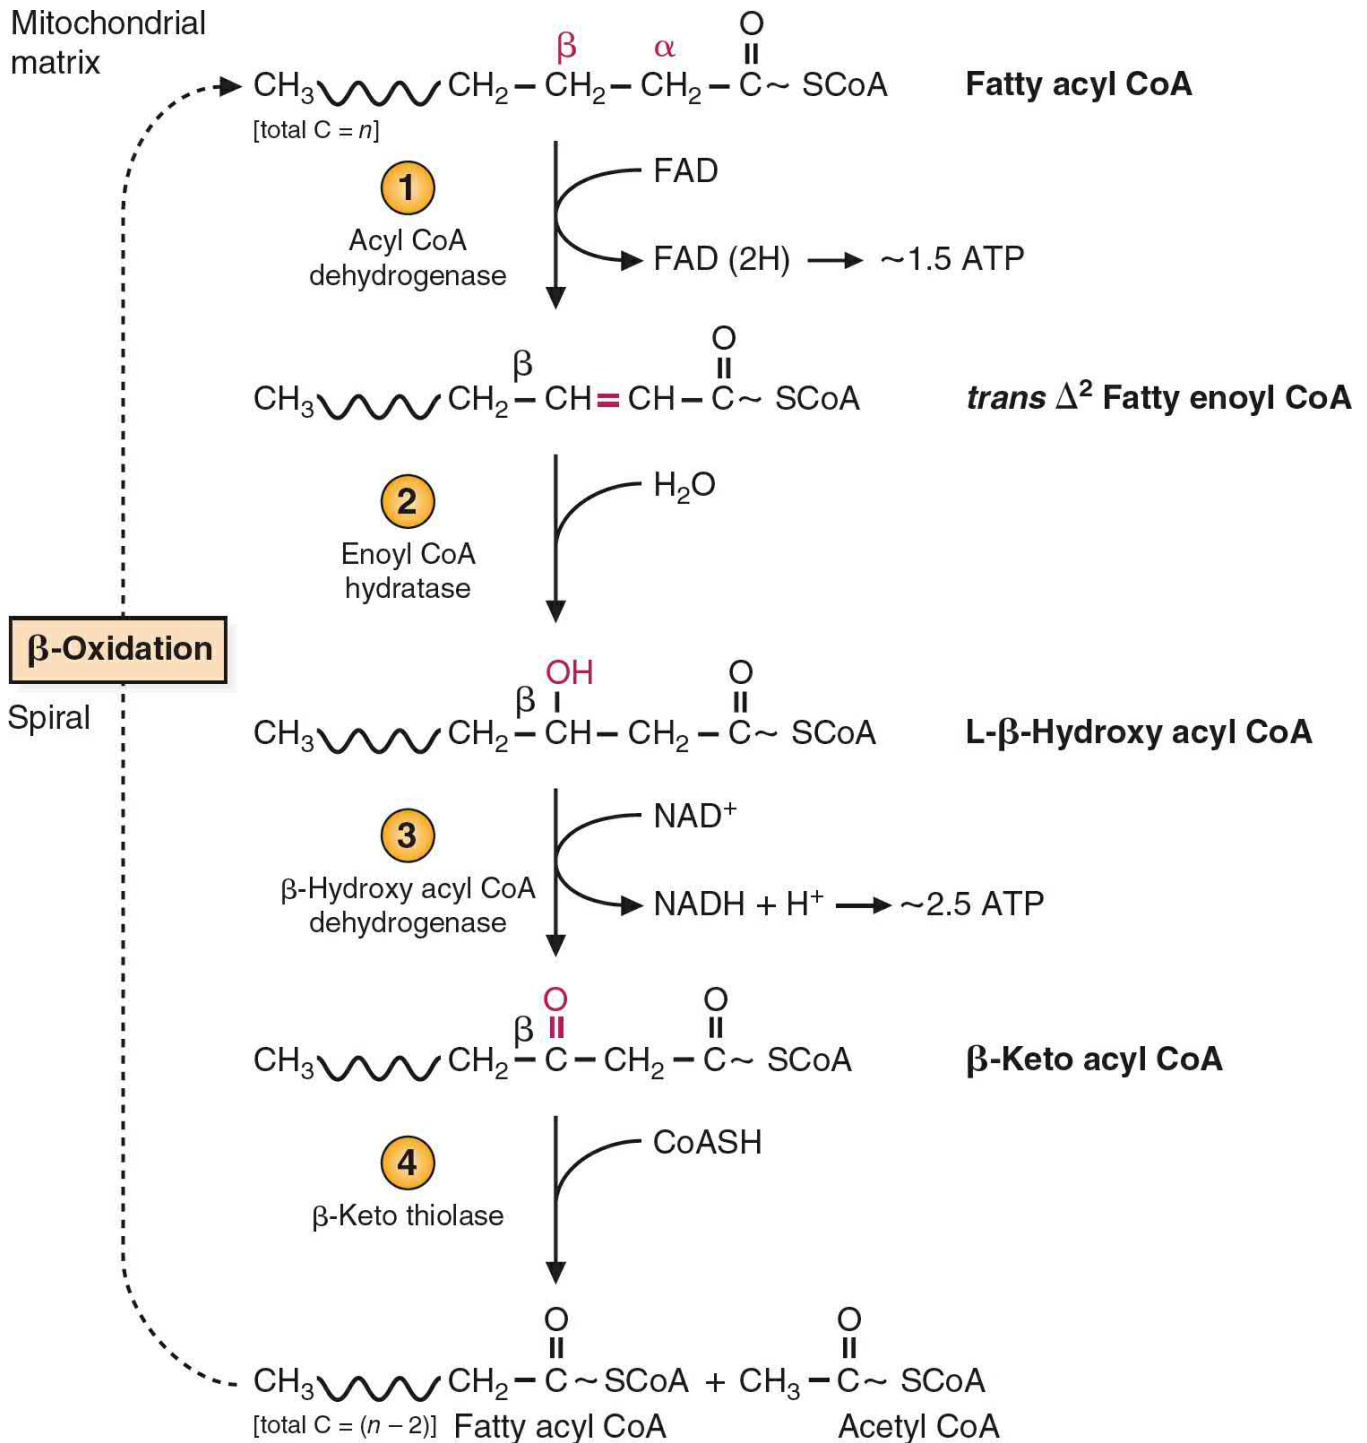 Mitochondrial
matrix
β α O
CH₃ CH₂ – CH₂ – CH₂ – C ~ SCoA Fatty acyl CoA
[total C = n]
1
Acyl CoA
dehydrogenase
FAD
FAD (2H) → ~1.5 ATP
β O
CH₃ CH₂ – CH = CH – C ~ SCoA trans Δ² Fatty enoyl CoA
2
Enoyl CoA
hydratase
H₂O
β-Oxidation
Spiral
β OH O
CH₃ CH₂ – CH – CH₂ – C ~ SCoA L-β-Hydroxy acyl CoA
3
β-Hydroxy acyl CoA
dehydrogenase
NAD⁺
NADH + H⁺ → ~2.5 ATP
β O O
CH₃ CH₂ – C – CH₂ – C ~ SCoA β-Keto acyl CoA
4
β-Keto thiolase
CoASH
O O
CH₃ CH₂ – C ~ SCoA + CH₃ – C ~ SCoA
[total C = (n – 2)] Fatty acyl CoA Acetyl CoA